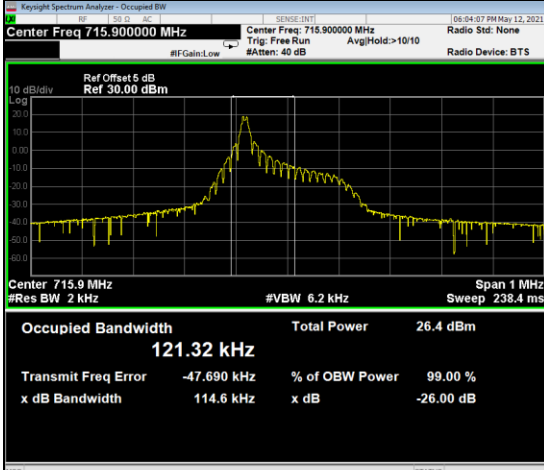 Keysight Spectrum Analyzer - Occupied BW
RF 50 Ω AC SENSE:INT 06:04:07 PM May 12, 2021
Center Freq 715.900000 MHz
Center Freq: 715.900000 MHz Radio Std: None
Trig: Free Run Avg|Hold:>10/10
#IFGain:Low #Atten: 40 dB Radio Device: BTS
Ref Offset 5 dB
10 dB/div Ref 30.00 dBm
Log
20.0
10.0
0.00
-10.0
-20.0
-30.0
-40.0
-50.0
-60.0
Center 715.9 MHz Span 1 MHz
#Res BW 2 kHz #VBW 6.2 kHz Sweep 238.4 ms
Occupied Bandwidth Total Power 26.4 dBm
121.32 kHz
Transmit Freq Error -47.690 kHz % of OBW Power 99.00 %
x dB Bandwidth 114.6 kHz x dB -26.00 dB